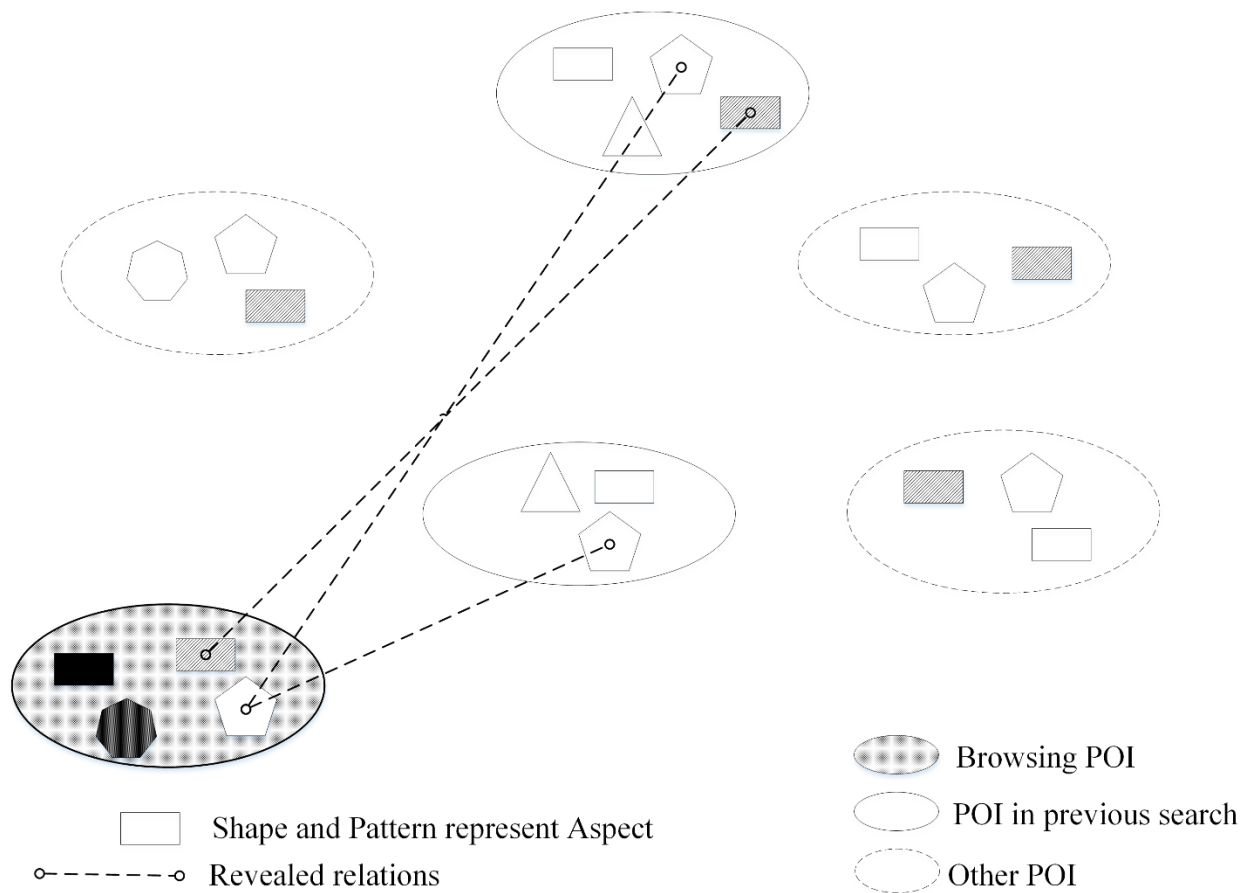 Browsing POI
POI in previous search
Shape and Pattern represent Aspect
Other POI
Revealed relations